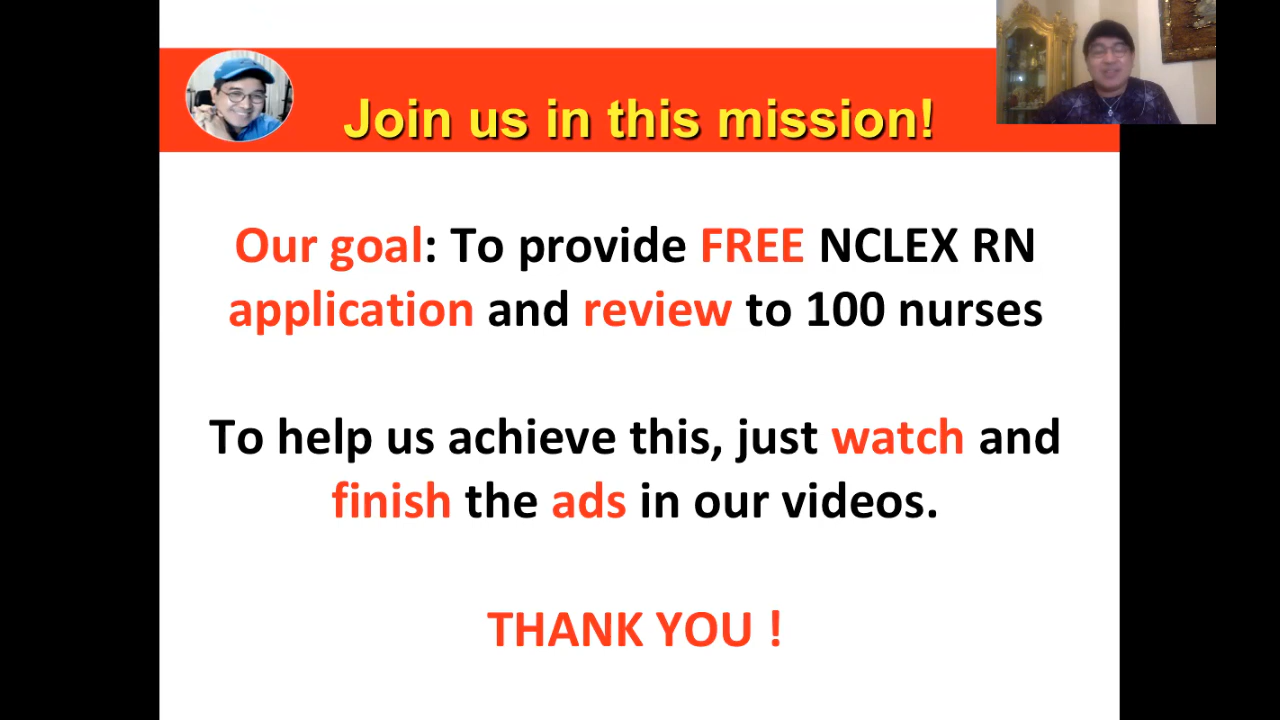 Join us in this mission!
Our goal: To provide FREE NCLEX RN
application and review to 100 nurses
To help us achieve this, just watch and
finish the ads in our videos.
THANK YOU !